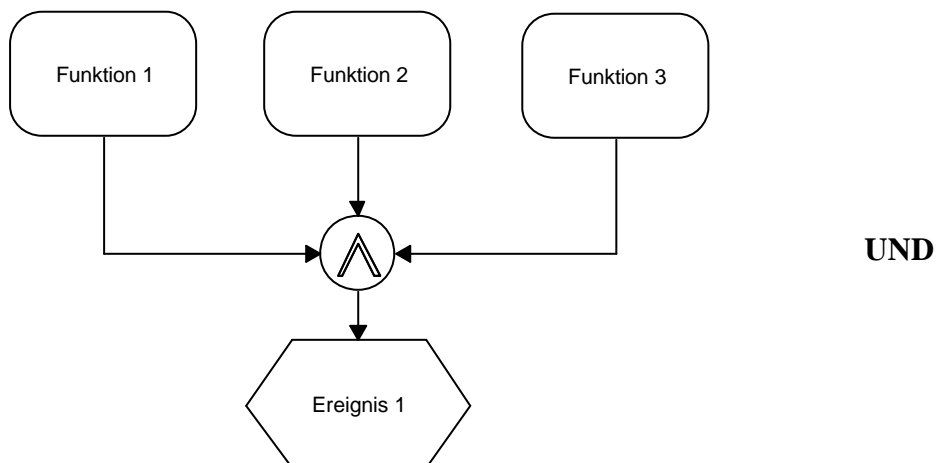 Funktion 1
Funktion 2
Funktion 3
UND
Ereignis 1